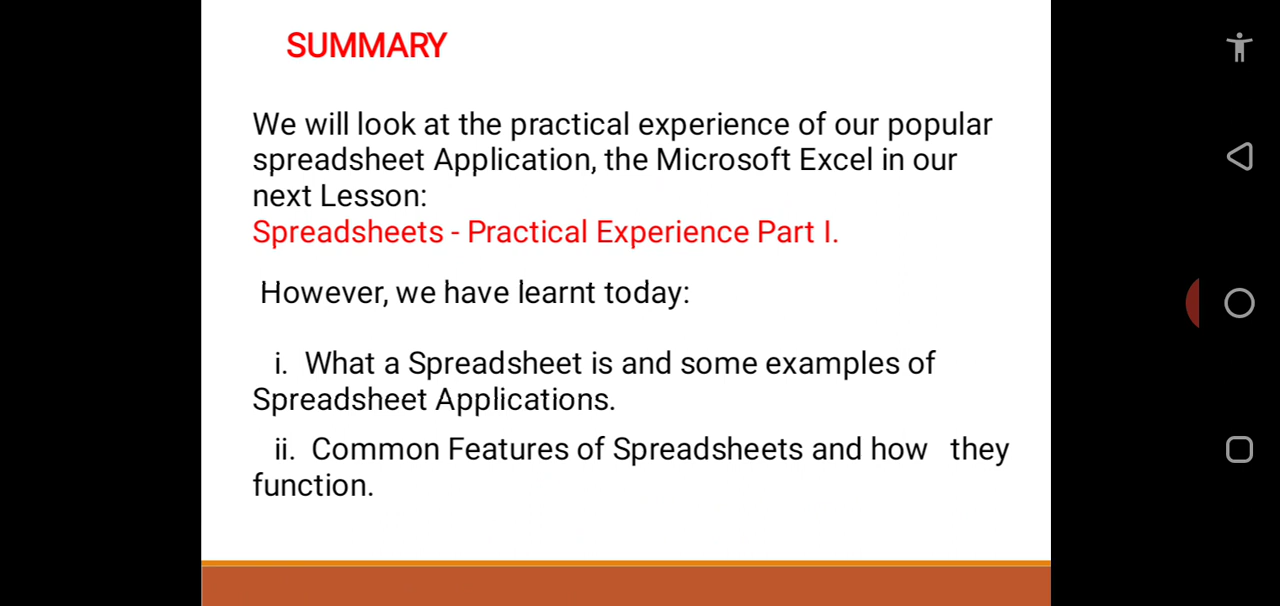 SUMMARY
We will look at the practical experience of our popular
spreadsheet Application, the Microsoft Excel in our
next Lesson:
Spreadsheets - Practical Experience Part I.
However, we have learnt today:
i. What a Spreadsheet is and some examples of
Spreadsheet Applications.
ii. Common Features of Spreadsheets and how they
function.